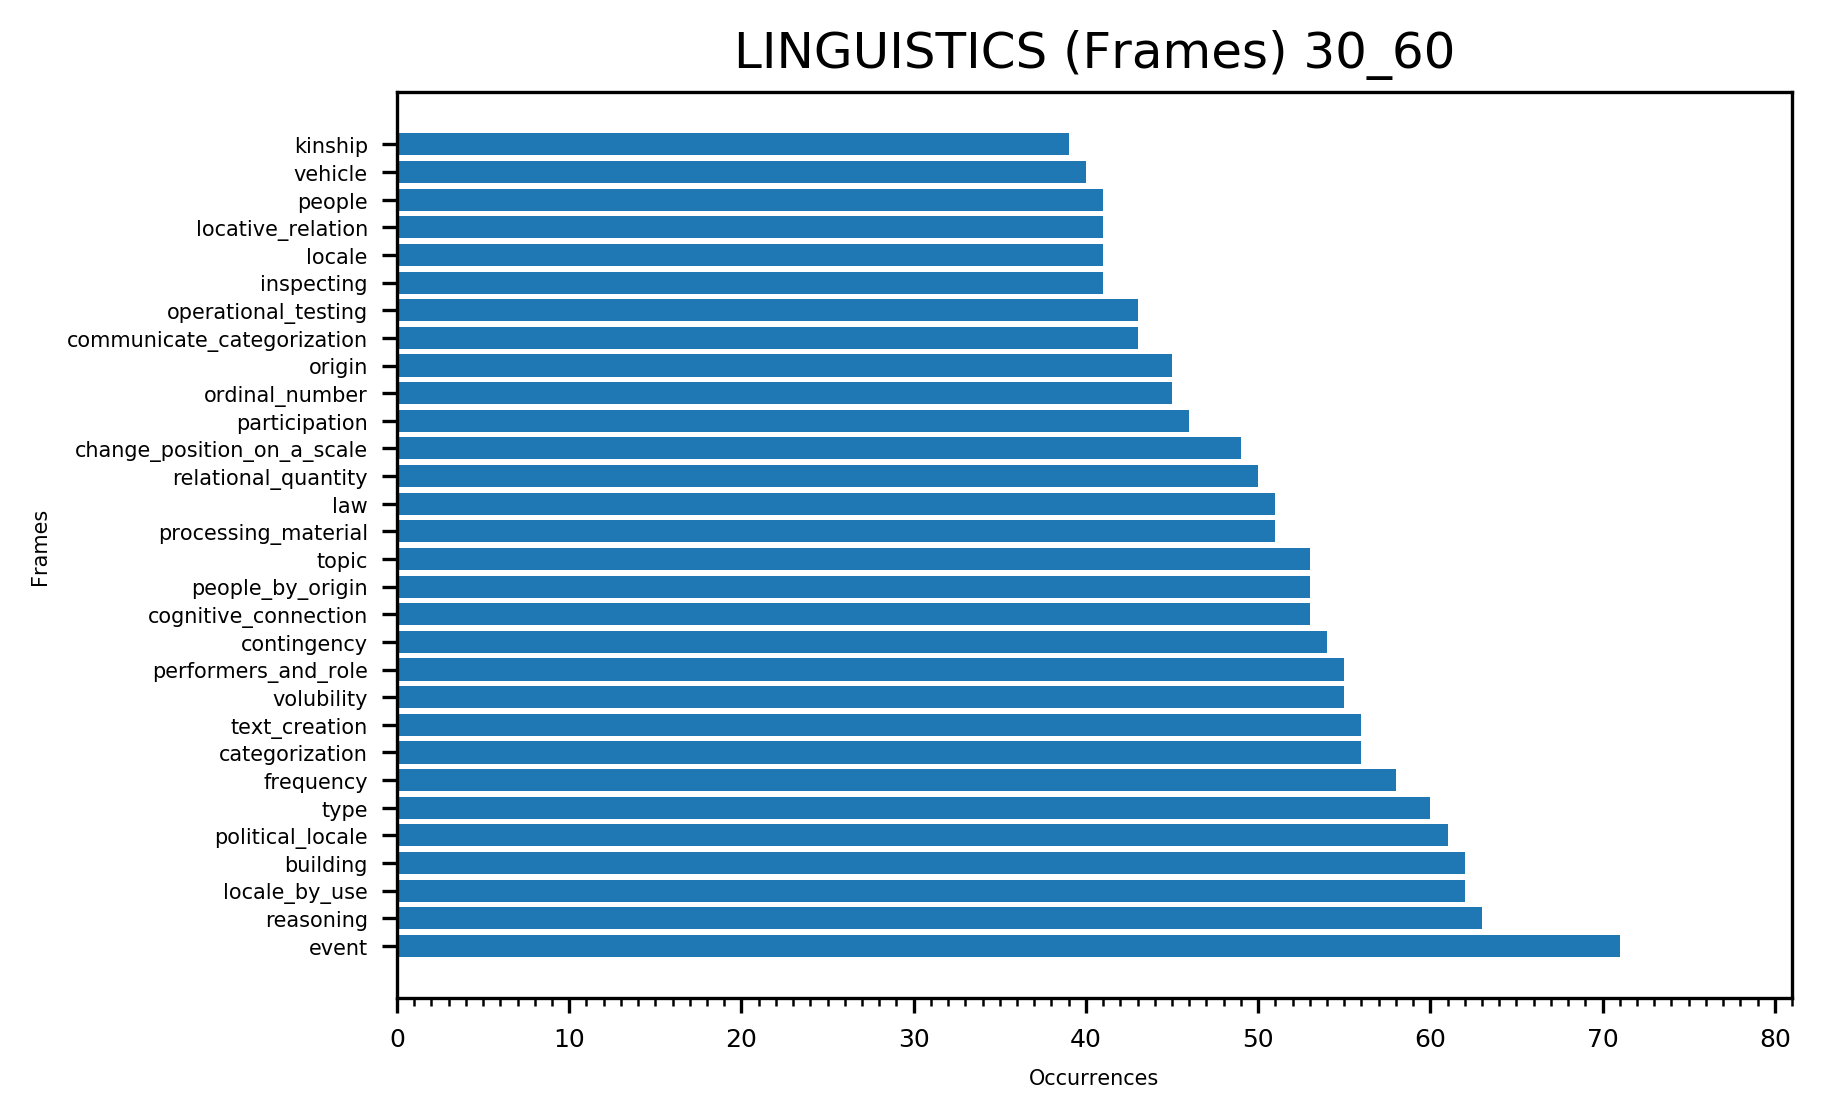 LINGUISTICS (Frames) 30_60
kinship
vehicle
people
locative_relation
locale
inspecting
operational_testing
communicate_categorization
origin
ordinal_number
participation
change_position_on_a_scale
relational_quantity
law
processing_material
topic
people_by_origin
cognitive_connection
contingency
performers_and_role
volubility
text_creation
categorization
frequency
type
political_locale
building
locale_by_use
reasoning
event
Frames
0 10 20 30 40 50 60 70 80
Occurrences